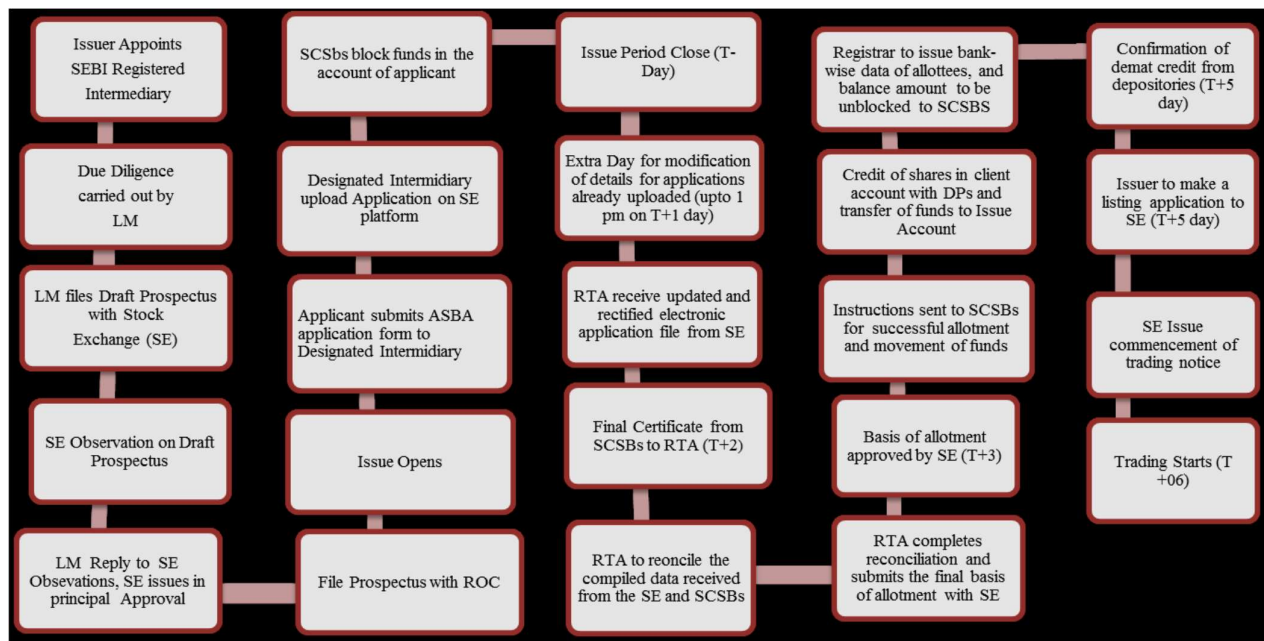 Issuer Appoints
SEBI Registered
Intermediary
Due Diligence
carried out by
LM
LM files Draft Prospectus
with Stock
Exchange (SE)
SE Observation on Draft
Prospectus
LM Reply to SE
Obsevations, SE issues in
principal Approval
File Prospectus with ROC
Issue Opens
Applicant submits ASBA
application form to
Designated Intermidiary
Designated Intermidiary
upload Application on SE
platform
SCSbs block funds in the
account of applicant
Issue Period Close (T-
Day)
Extra Day for modification
of details for applications
already uploaded (upto 1
pm on T+1 day)
RTA receive updated and
rectified electronic
application file from SE
Final Certificate from
SCSBs to RTA (T+2)
RTA to reconcile the
compiled data received
from the SE and SCSBs
RTA completes
reconciliation and
submits the final basis
of allotment with SE
Basis of allotment
approved by SE (T+3)
Instructions sent to SCSBs
for successful allotment
and movement of funds
Credit of shares in client
account with DPs and
transfer of funds to Issue
Account
Registrar to issue bank-
wise data of allottees, and
balance amount to be
unblocked to SCSBS
Confirmation of
demat credit from
depositories (T+5
day)
Issuer to make a
listing application to
SE (T+5 day)
SE Issue
commencement of
trading notice
Trading Starts (T
+06)